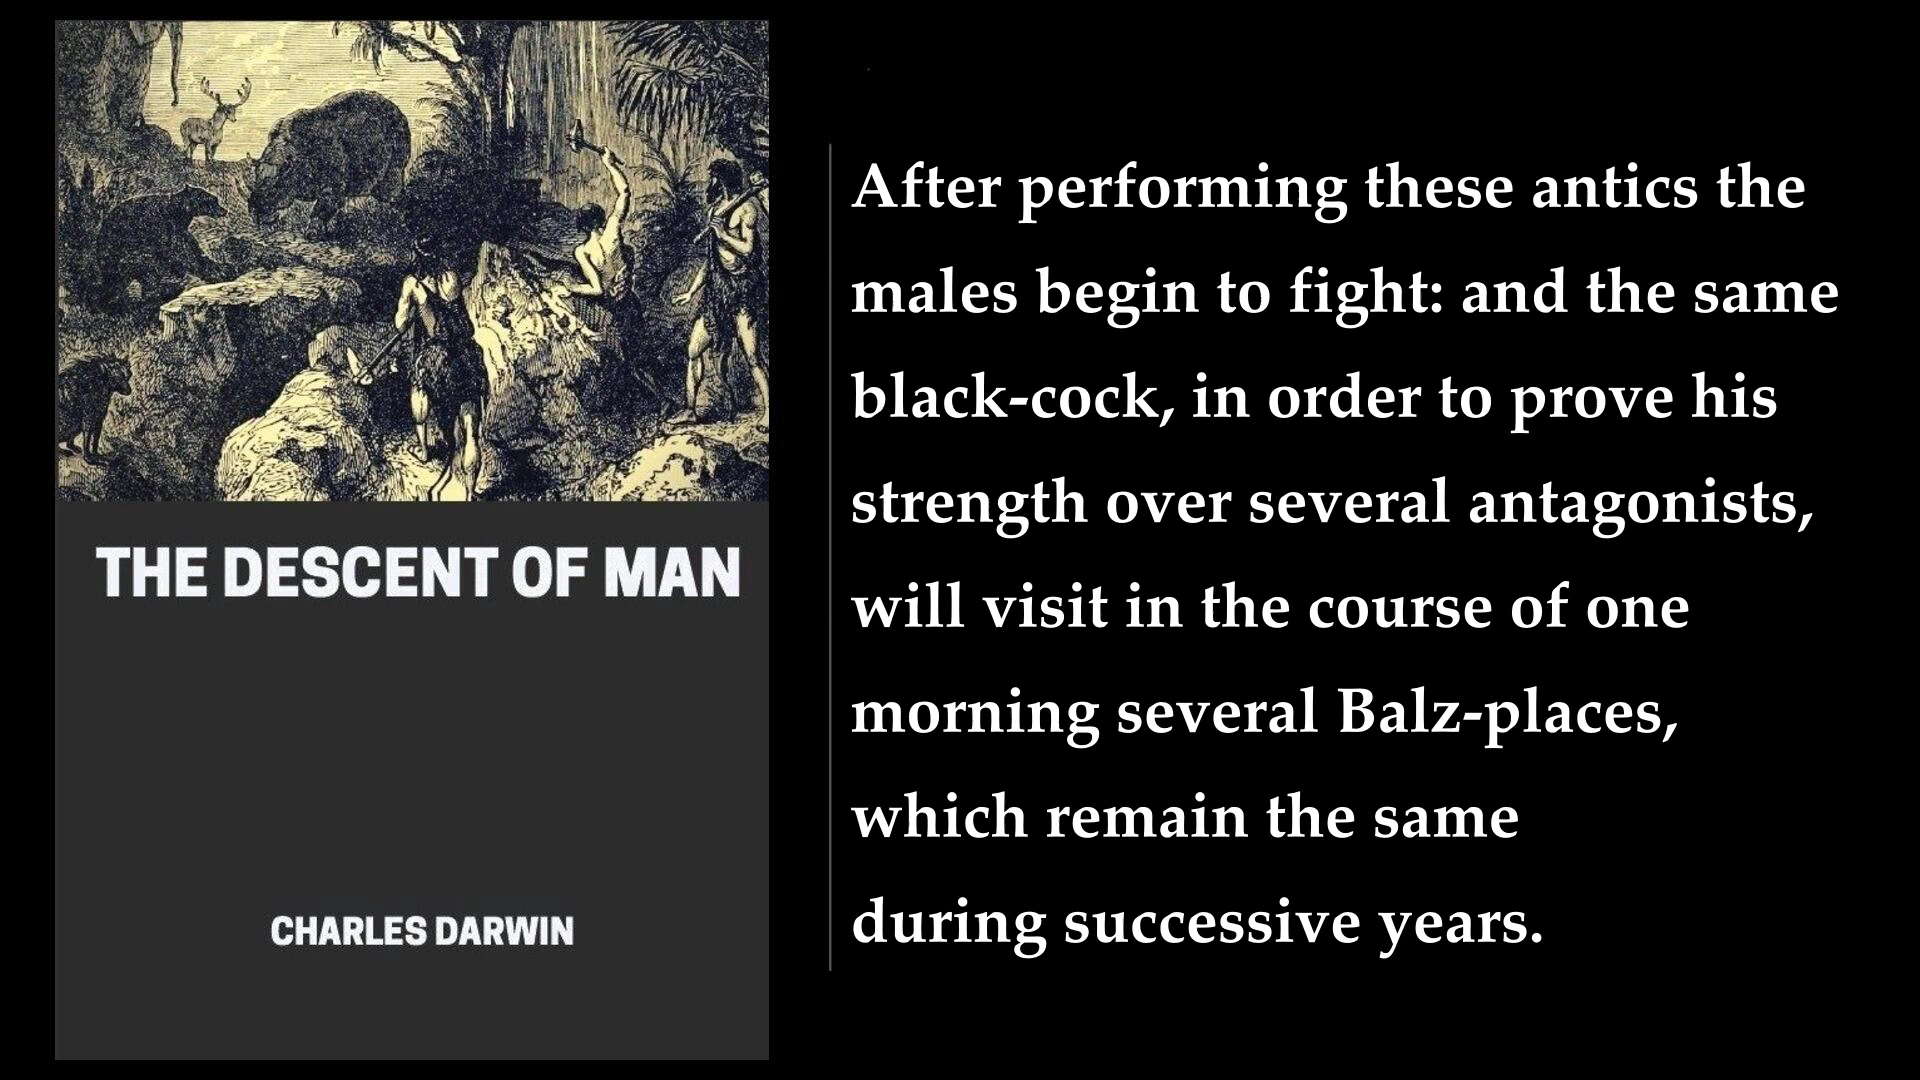 THE DESCENT OF MAN
CHARLES DARWIN
After performing these antics the
males begin to fight: and the same
black-cock, in order to prove his
strength over several antagonists,
will visit in the course of one
morning several Balz-places,
which remain the same
during successive years.